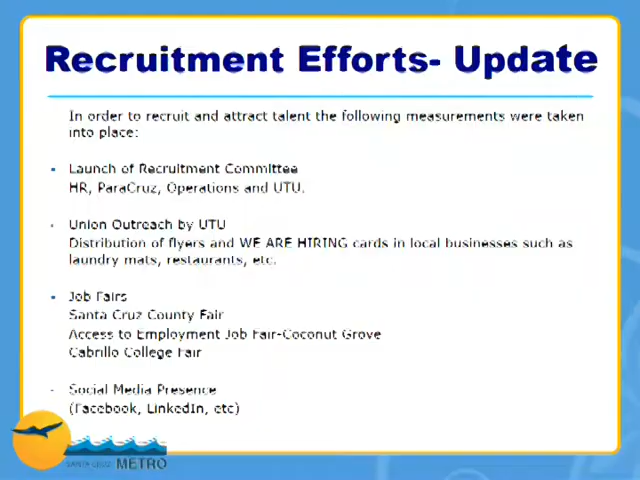 Recruitment Efforts- Update
In order to recruit and attract talent the following measurements were taken
into place:
• Launch of Recruitment Committee
HR, ParaCruz, Operations and UTU.
• Union Outreach by UTU
Distribution of flyers and WE ARE HIRING cards in local businesses such as
laundry mats, restaurants, etc.
• Job Fairs
Santa Cruz County Fair
Access to Employment Job Fair-Coconut Grove
Cabrillo College Fair
• Social Media Presence
(Facebook, LinkedIn, etc)
SANTA CRUZ METRO